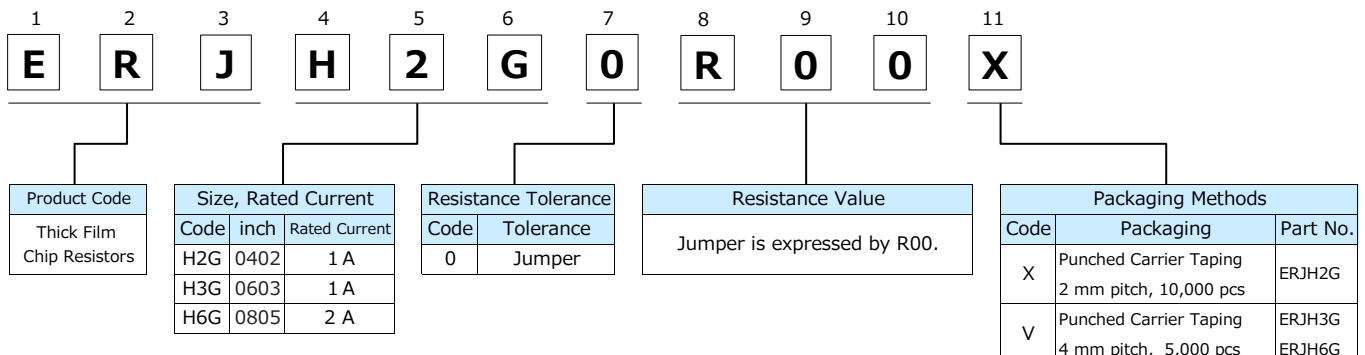 1 2 3 4 5 6 7 8 9 10 11
E R J H 2 G 0 R 0 0 X
Product Code
Thick Film
Chip Resistors
Size, Rated Current
Code inch Rated Current
H2G 0402 1 A
H3G 0603 1 A
H6G 0805 2 A
Resistance Tolerance
Code Tolerance
0 Jumper
Resistance Value
Jumper is expressed by R00.
Packaging Methods
Code Packaging Part No.
X Punched Carrier Taping ERJH2G
2 mm pitch, 10,000 pcs
V Punched Carrier Taping ERJH3G
4 mm pitch, 5,000 pcs ERJH6G